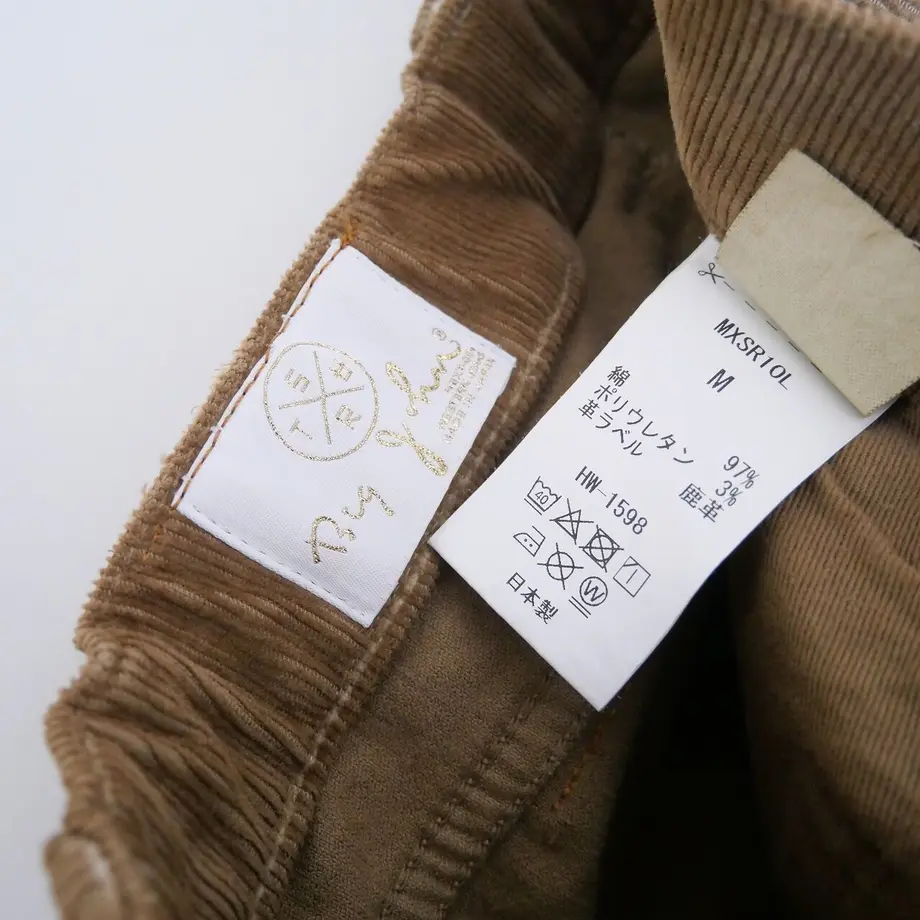 B
S R
T
Big John®
MXSR10L
M
綿 97%
ポリウレタン 3%
革ラベル 鹿革
HW-1598
40
W
日本製